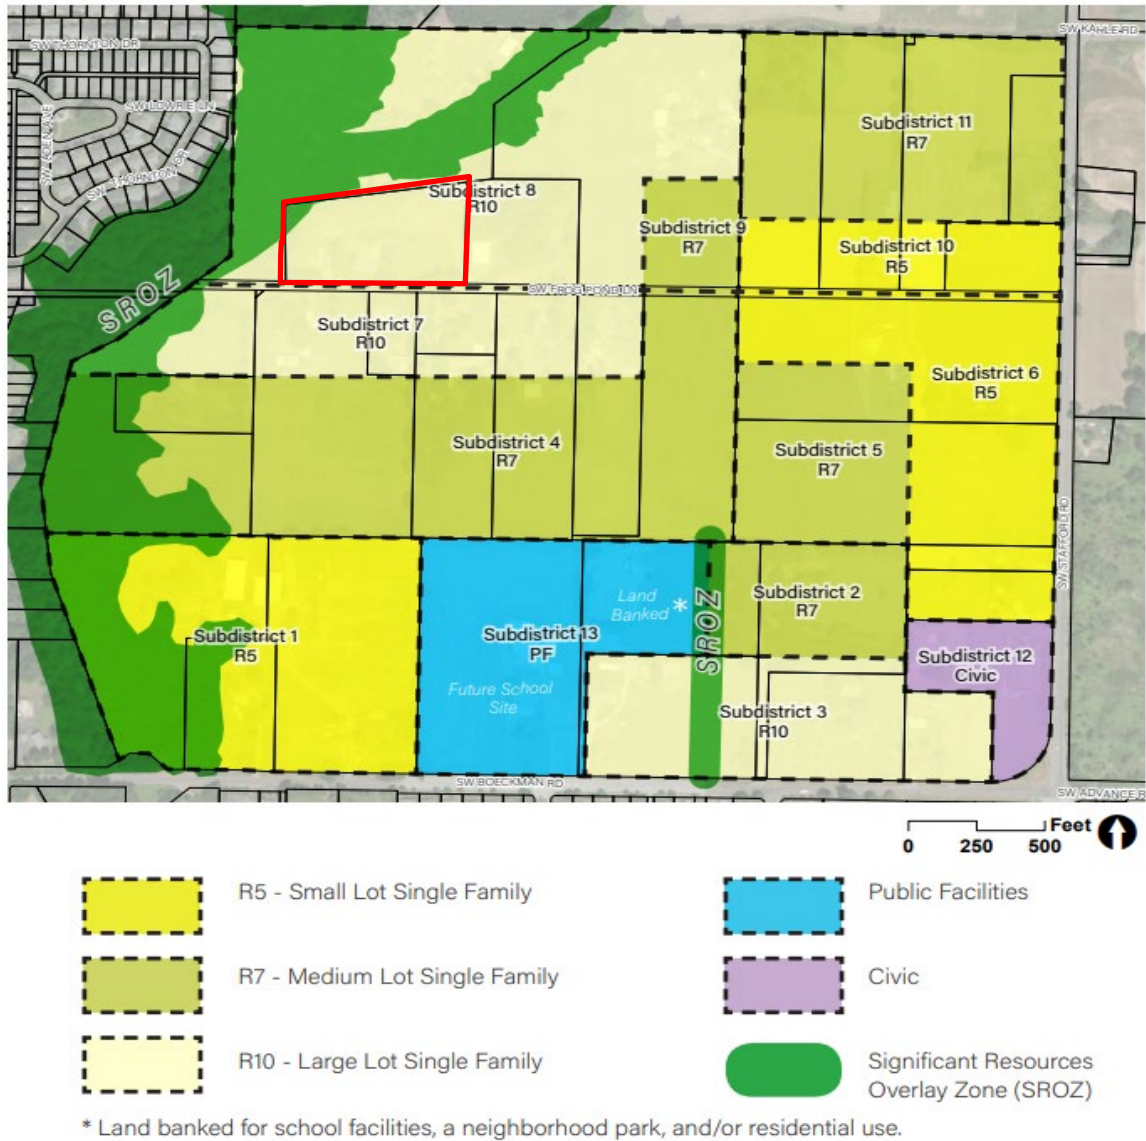 SW KAHLE RD
SW THORNTON DR
SW LOWRIE LN
SW THORNTON DR
Subdistrict 11
R7
Subdistrict 8
R10
Subdistrict 9
R7
Subdistrict 10
R5
SROZ
SW FROG POND LN
Subdistrict 7
R10
Subdistrict 6
R5
Subdistrict 4
R7
Subdistrict 5
R7
SW STAFFORD RD
Land
Banked *
Subdistrict 2
R7
SROZ
Subdistrict 1
R5
Subdistrict 13
PF
Subdistrict 12
Civic
Future School
Site
Subdistrict 3
R10
SW BOECKMAN RD
SW ADVANCE R
Feet
0 250 500
R5 - Small Lot Single Family
Public Facilities
R7 - Medium Lot Single Family
Civic
R10 - Large Lot Single Family
Significant Resources
Overlay Zone (SROZ)
* Land banked for school facilities, a neighborhood park, and/or residential use.